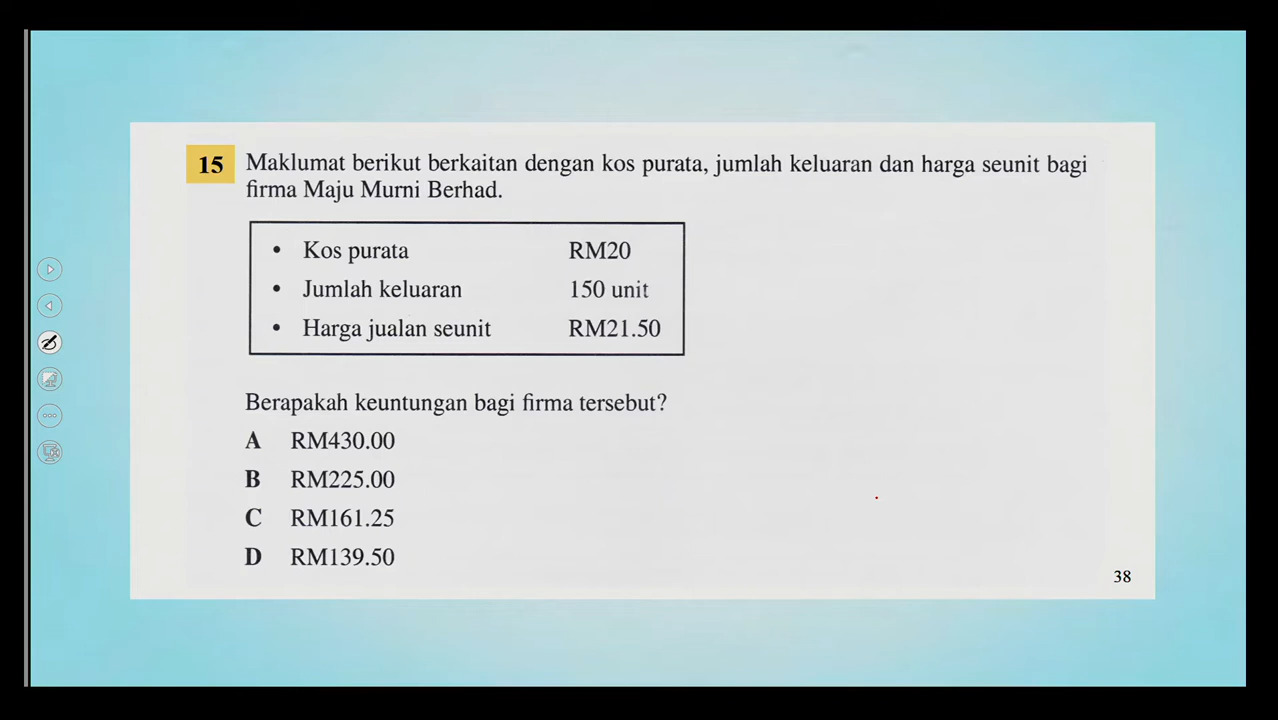 15 Maklumat berikut berkaitan dengan kos purata, jumlah keluaran dan harga seunit bagi
firma Maju Murni Berhad.
• Kos purata RM20
• Jumlah keluaran 150 unit
• Harga jualan seunit RM21.50
Berapakah keuntungan bagi firma tersebut?
A RM430.00
B RM225.00
C RM161.25
D RM139.50
38